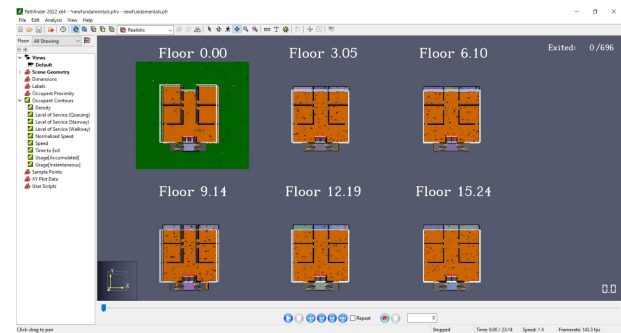 Pathfinder 2022 x64 - *newFundamentals.pfrv - newFundamentals.pfr
File Edit Analysis View Help
Realistic
Floor: All Showing
Views
Default
Scene Geometry
Dimensions
Labels
Occupant Proximity
Occupant Contours
Density
Level of Service (Queuing)
Level of Service (Stairway)
Level of Service (Walkway)
Normalized Speed
Speed
Time to Exit
Usage[Accumulated]
Usage[Instantaneous]
Sample Points
XY Plot Data
User Scripts
Floor 0.00 Floor 3.05 Floor 6.10
Exited: 0/696
Floor 9.14 Floor 12.19 Floor 15.24
Y
X
0.0
Repeat 0
Click-drag to pan Stopped Time: 0:00 / 23:14 Speed: 1 X Framerate: 143.3 fps